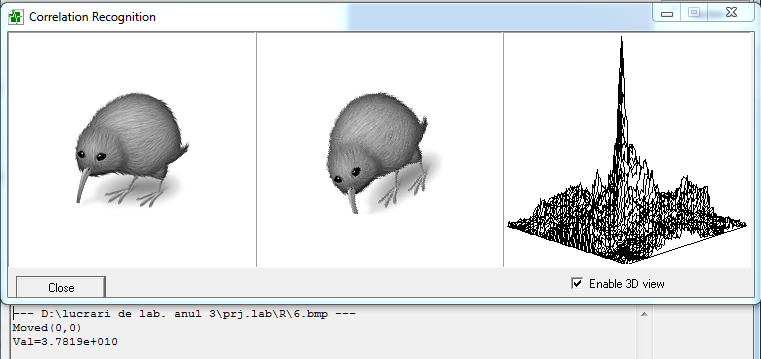 Correlation Recognition
Close
Enable 3D view
--- D:\lucrari de lab. anul 3\prj.lab\R\6.bmp ---
Moved(0,0)
Val=3.7819e+010